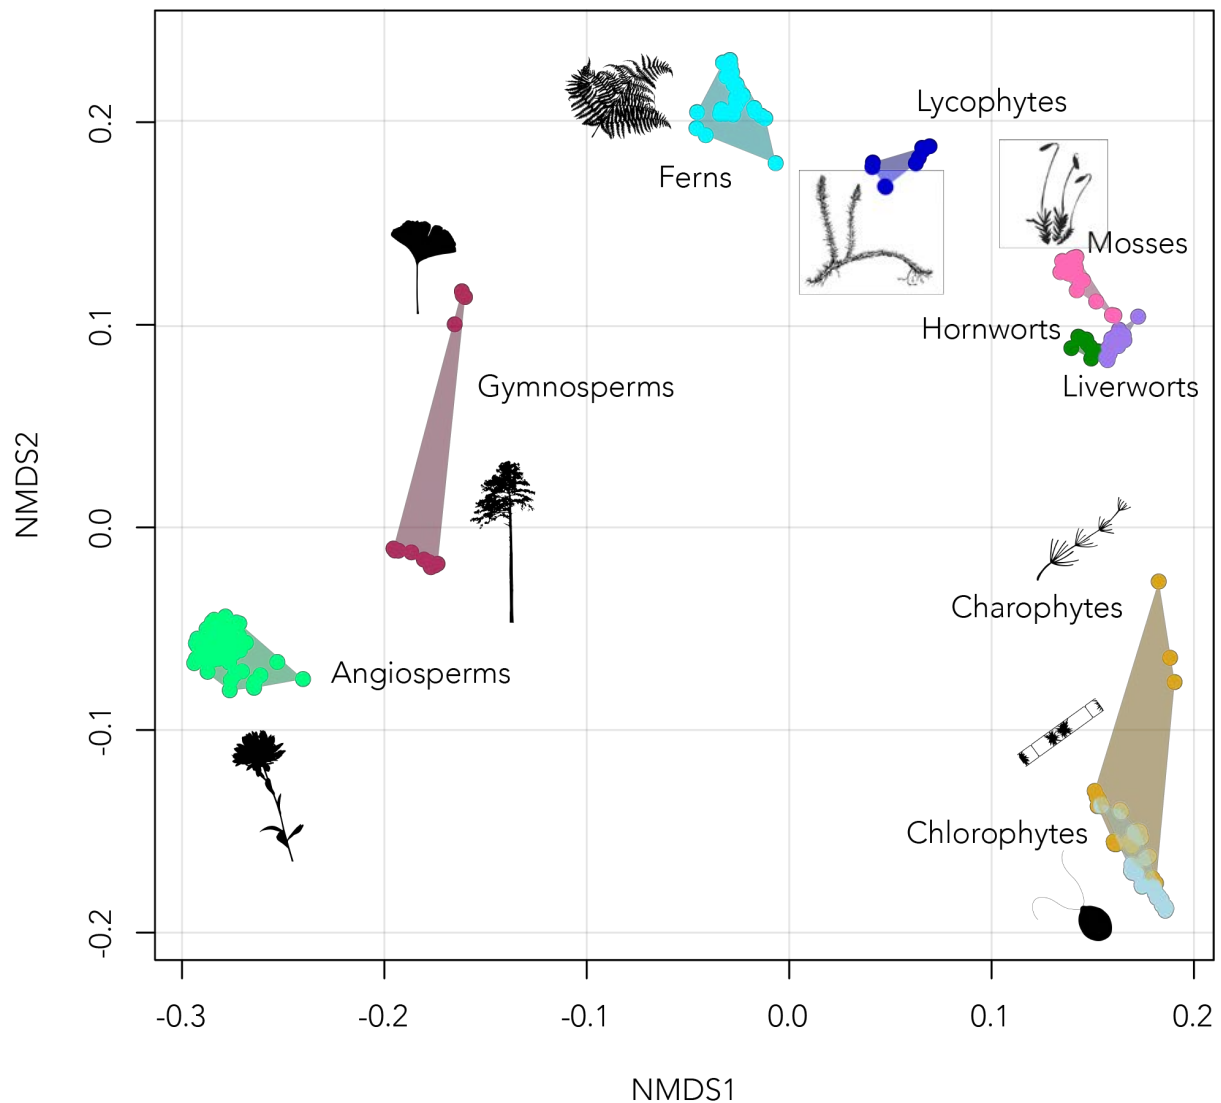 Lycophytes
0.2
Ferns
Mosses
0.1
Hornworts
Gymnosperms
Liverworts
NMDS2
0.0
Charophytes
Angiosperms
-0.1
Chlorophytes
-0.2
-0.3 -0.2 -0.1 0.0 0.1 0.2
NMDS1